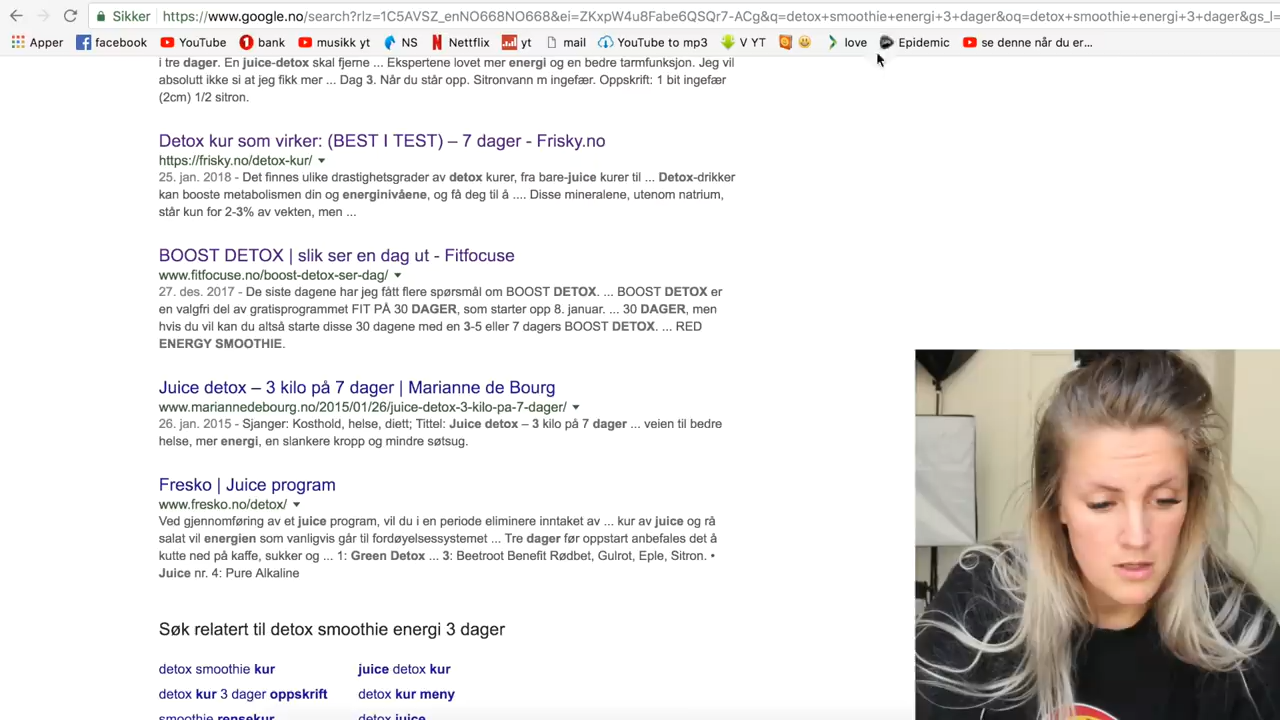 Sikker
https://www.google.no/search?rlz=1C5AVSZ_enNO668NO668&ei=ZKxpW4u8Fabe6QSQr7-ACg&q=detox+smoothie+energi+3+dager&oq=detox+smoothie+energi+3+dager&gs_l=
Apper facebook YouTube bank musikk yt NS Nettflix yt mail YouTube to mp3 V YT love Epidemic se denne når du er...
i tre dager. En juice-detox skal fjerne ... Ekspertene lovet mer energi og en bedre tarmfunksjon. Jeg vil
absolutt ikke si at jeg fikk mer ... Dag 3. Når du står opp. Sitronvann m ingefær. Oppskrift: 1 bit ingefær
(2cm) 1/2 sitron.
Detox kur som virker: (BEST I TEST) – 7 dager - Frisky.no
https://frisky.no/detox-kur/
25. jan. 2018 - Det finnes ulike drastighetsgrader av detox kurer, fra bare-juice kurer til ... Detox-drikker
kan booste metabolismen din og energinivåene, og få deg til å .... Disse mineralene, utenom natrium,
står kun for 2-3% av vekten, men ...
BOOST DETOX | slik ser en dag ut - Fitfocuse
www.fitfocuse.no/boost-detox-ser-dag/
27. des. 2017 - De siste dagene har jeg fått flere spørsmål om BOOST DETOX. ... BOOST DETOX er
en valgfri del av gratisprogrammet FIT PÅ 30 DAGER, som starter opp 8. januar. ... 30 DAGER, men
hvis du vil kan du altså starte disse 30 dagene med en 3-5 eller 7 dagers BOOST DETOX. ... RED
ENERGY SMOOTHIE.
Juice detox – 3 kilo på 7 dager | Marianne de Bourg
www.mariannedebourg.no/2015/01/26/juice-detox-3-kilo-pa-7-dager/
26. jan. 2015 - Sjanger: Kosthold, helse, diett; Tittel: Juice detox – 3 kilo på 7 dager ... veien til bedre
helse, mer energi, en slankere kropp og mindre søtsug.
Fresko | Juice program
www.fresko.no/detox/
Ved gjennomføring av et juice program, vil du i en periode eliminere inntaket av ... kur av juice og rå
salat vil energien som vanligvis går til fordøyelsessystemet ... Tre dager før oppstart anbefales det å
kutte ned på kaffe, sukker og ... 1: Green Detox ... 3: Beetroot Benefit Rødbet, Gulrot, Eple, Sitron. •
Juice nr. 4: Pure Alkaline
Søk relatert til detox smoothie energi 3 dager
detox smoothie kur
juice detox kur
detox kur 3 dager oppskrift
detox kur meny
smoothie rensekur
detox juice